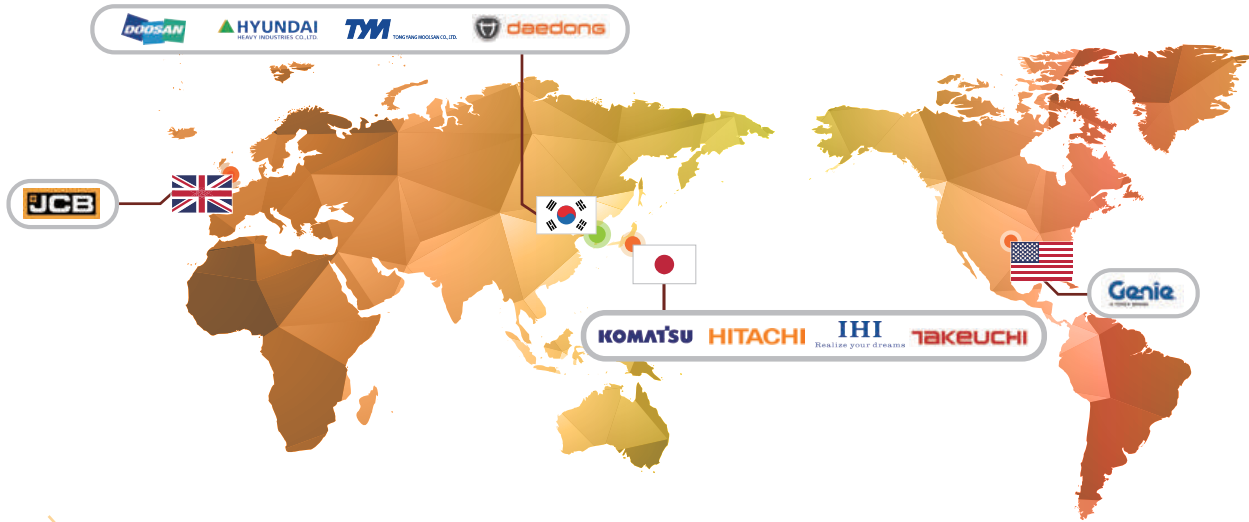 DOOSAN
HYUNDAI
HEAVY INDUSTRIES CO.,LTD.
TYM
TONG YANG MOOLSAN CO., LTD.
daedong
JCB
KOMATSU
HITACHI
IHI
Realize your dreams
TAKEUCHI
Genie